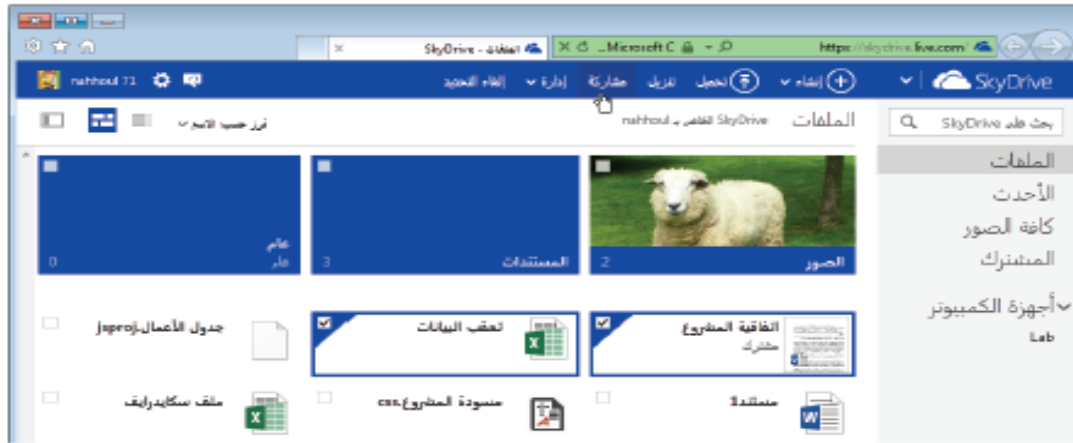 SkyDrive - الملفات
Microsoft C...
https://skydrive.live.com/
SkyDrive
إنشاء
تحميل
تنزيل
مشاركة
إدارة
إلغاء التحديد
nahhoul 71
بحث على SkyDrive
الملفات
SkyDrive الخاص بـ nahhoul
فرز حسب: الاسم
الملفات
الأحدث
كافة الصور
المشترك
أجهزة الكمبيوتر
Lab
الصور
2
المستندات
3
عام
عام
0
اتفاقية المشروع
مشترك
تعقب البيانات
جدول الأعمال.jsproj
مستند1
مسودة المشروع.css
ملف سكايدرايف